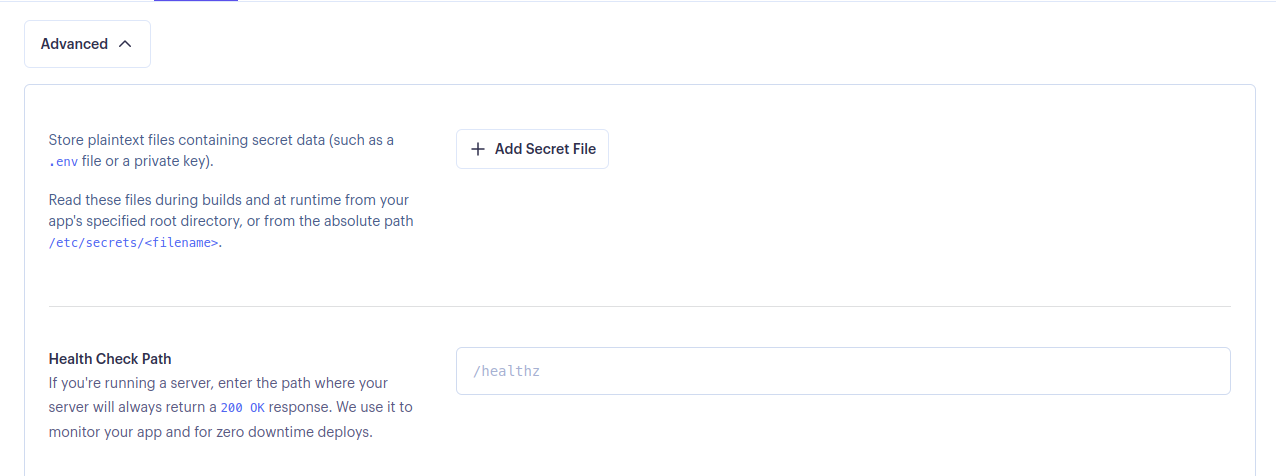 Advanced
Store plaintext files containing secret data (such as a
.env file or a private key).
Read these files during builds and at runtime from your
app's specified root directory, or from the absolute path
/etc/secrets/<filename>.
+ Add Secret File
Health Check Path
If you're running a server, enter the path where your
server will always return a 200 OK response. We use it to
monitor your app and for zero downtime deploys.
/healthz